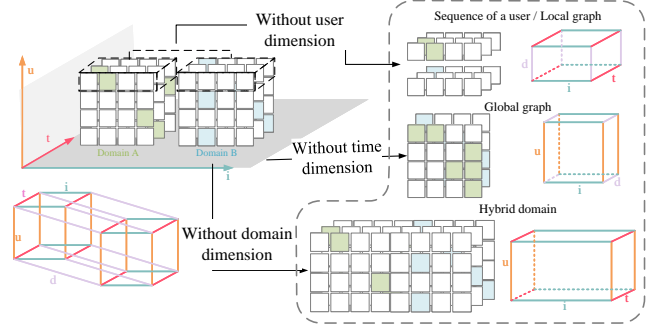 Without user
dimension
Sequence of a user / Local graph
u
t
Domain A
Domain B
i
d
i
t
Without time
dimension
Global graph
u
i
d
t
i
u
d
Without domain
dimension
Hybrid domain
u
i
t